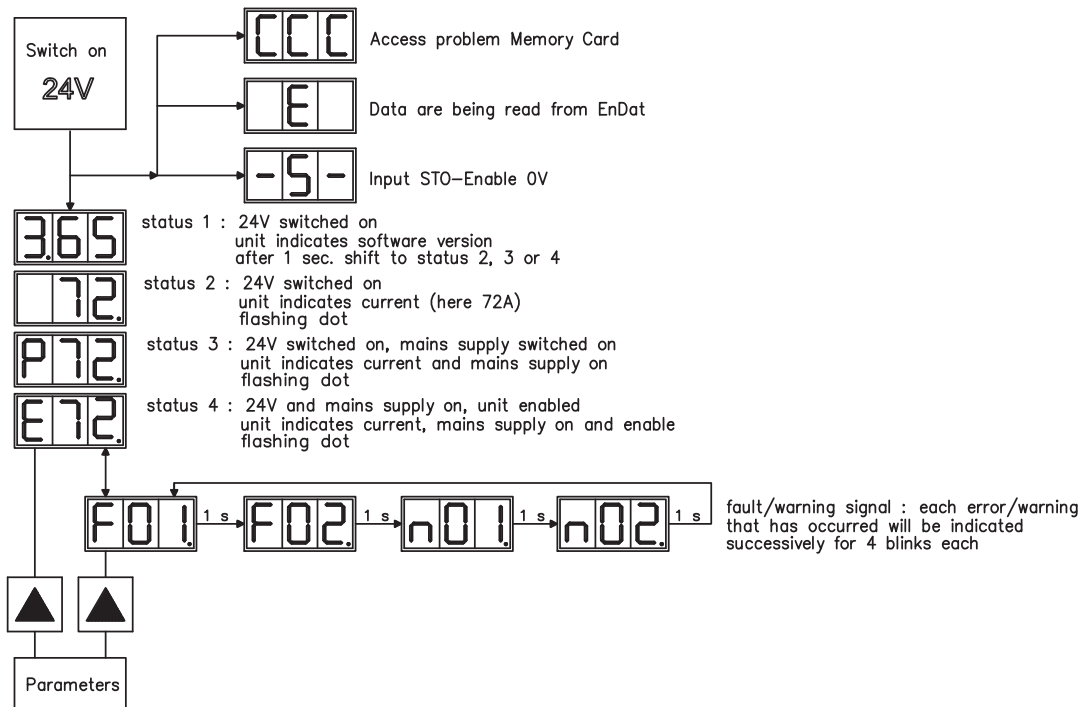 Switch on
24V
CCC
Access problem Memory Card
E
Data are being read from EnDat
-S-
Input STO-Enable 0V
3.65
status 1 : 24V switched on
unit indicates software version
after 1 sec. shift to status 2, 3 or 4
72.
status 2 : 24V switched on
unit indicates current (here 72A)
flashing dot
P72.
status 3 : 24V switched on, mains supply switched on
unit indicates current and mains supply on
flashing dot
E72.
status 4 : 24V and mains supply on, unit enabled
unit indicates current, mains supply on and enable
flashing dot
F01.
1 s
F02.
1 s
n01.
1 s
n02.
1 s
fault/warning signal : each error/warning
that has occurred will be indicated
successively for 4 blinks each
Parameters